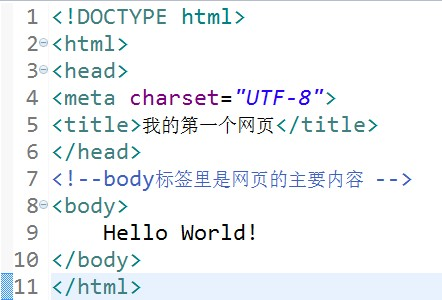 1 <!DOCTYPE html>
2 <html>
3 <head>
4 <meta charset="UTF-8">
5 <title>我的第一个网页</title>
6 </head>
7 <!--body标签里是网页的主要内容 -->
8 <body>
9     Hello World!
10 </body>
11 </html>